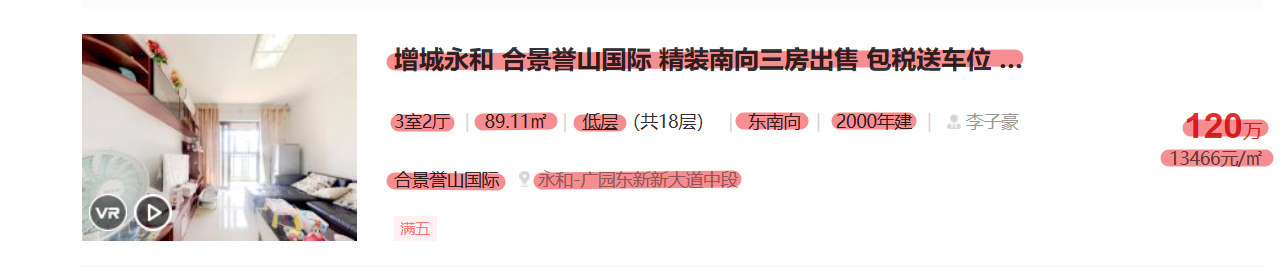 VR
增城永和 合景誉山国际 精装南向三房出售 包税送车位 ...
3室2厅 | 89.11㎡ | 低层 (共18层) | 东南向 | 2000年建 | 李子豪
120万
13466元/㎡
合景誉山国际 永和-广园东新新大道中段
满五